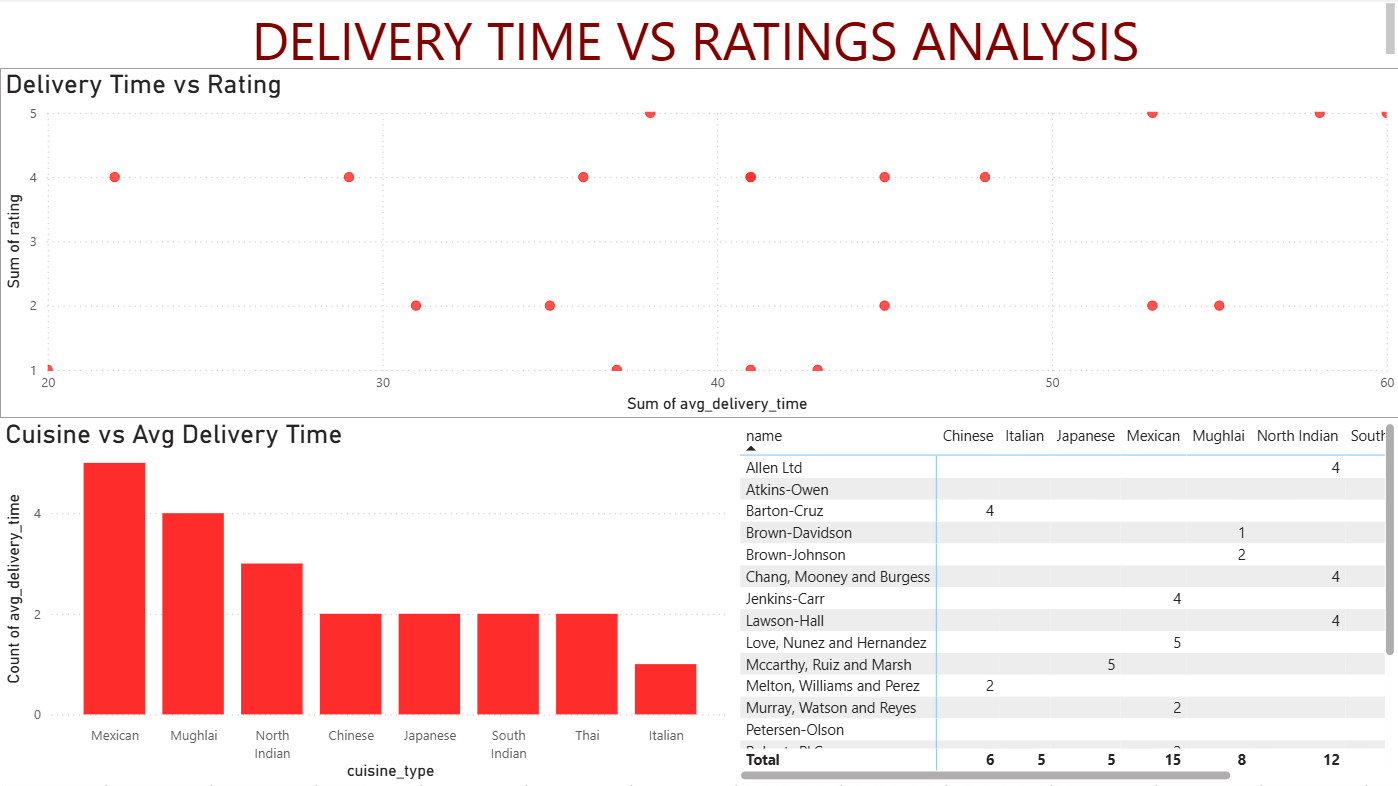 DELIVERY TIME VS RATINGS ANALYSIS
Delivery Time vs Rating
Sum of rating
5
4
3
2
1
20 30 40 50 60
Sum of avg_delivery_time
Cuisine vs Avg Delivery Time
Count of avg_delivery_time
4
2
0
Mexican Mughlai North Indian Chinese Japanese South Indian Thai Italian
cuisine_type
name Chinese Italian Japanese Mexican Mughlai North Indian South
Allen Ltd 4
Atkins-Owen
Barton-Cruz 4
Brown-Davidson 1
Brown-Johnson 2
Chang, Mooney and Burgess 4
Jenkins-Carr 4
Lawson-Hall 4
Love, Nunez and Hernandez 5
Mccarthy, Ruiz and Marsh 5
Melton, Williams and Perez 2
Murray, Watson and Reyes 2
Petersen-Olson
Total 6 5 5 15 8 12